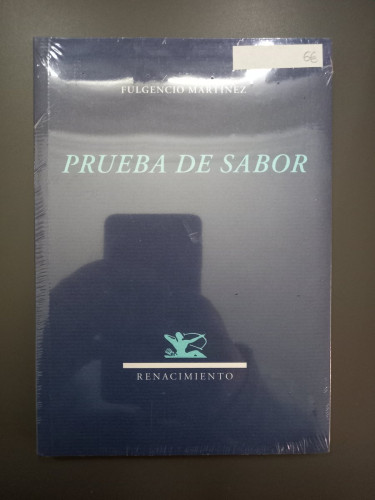 6€
FULGENCIO MARTÍNEZ
PRUEBA DE SABOR
RENACIMIENTO